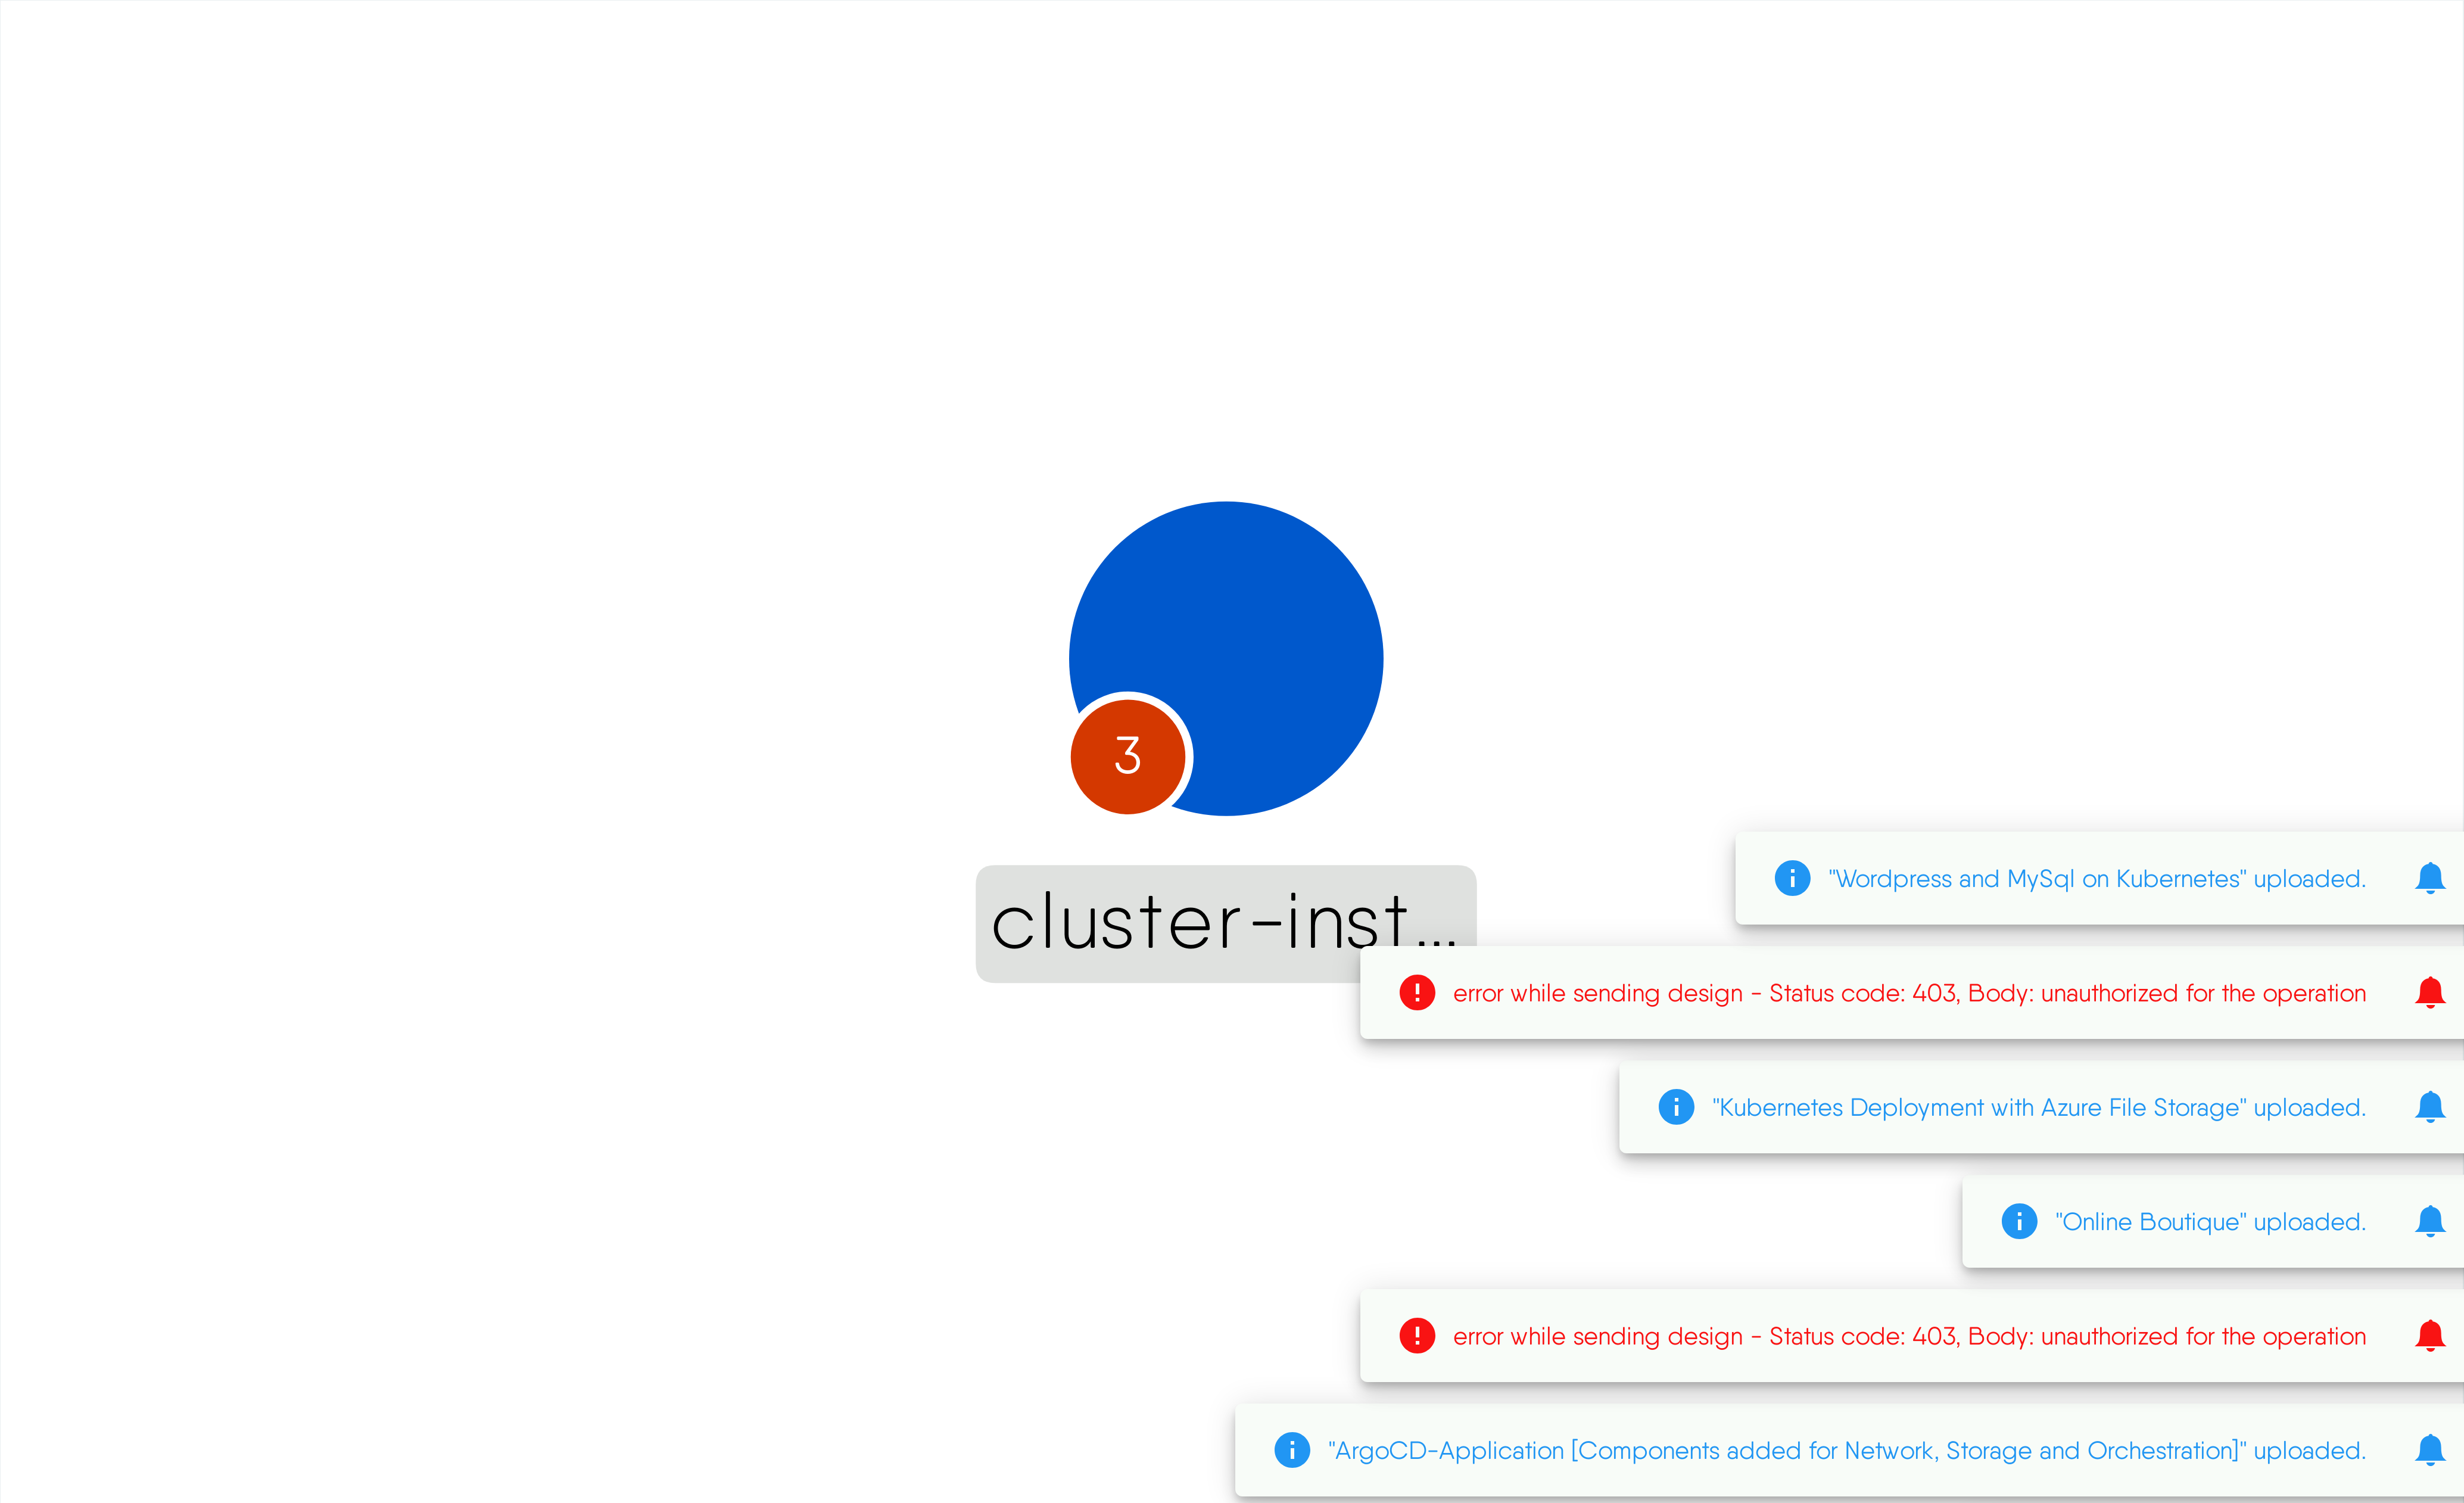 3
cluster-inst...
"Wordpress and MySql on Kubernetes" uploaded.
error while sending design - Status code: 403, Body: unauthorized for the operation
"Kubernetes Deployment with Azure File Storage" uploaded.
"Online Boutique" uploaded.
error while sending design - Status code: 403, Body: unauthorized for the operation
"ArgoCD-Application [Components added for Network, Storage and Orchestration]" uploaded.